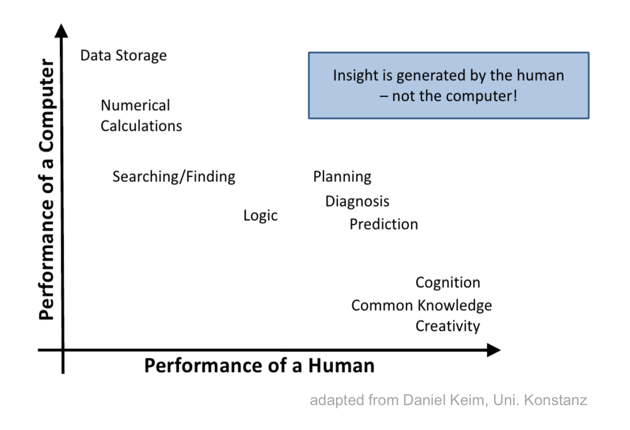 Performance of a Computer
Data Storage
Insight is generated by the human
– not the computer!
Numerical
Calculations
Searching/Finding
Planning
Diagnosis
Logic
Prediction
Cognition
Common Knowledge
Creativity
Performance of a Human
adapted from Daniel Keim, Uni. Konstanz